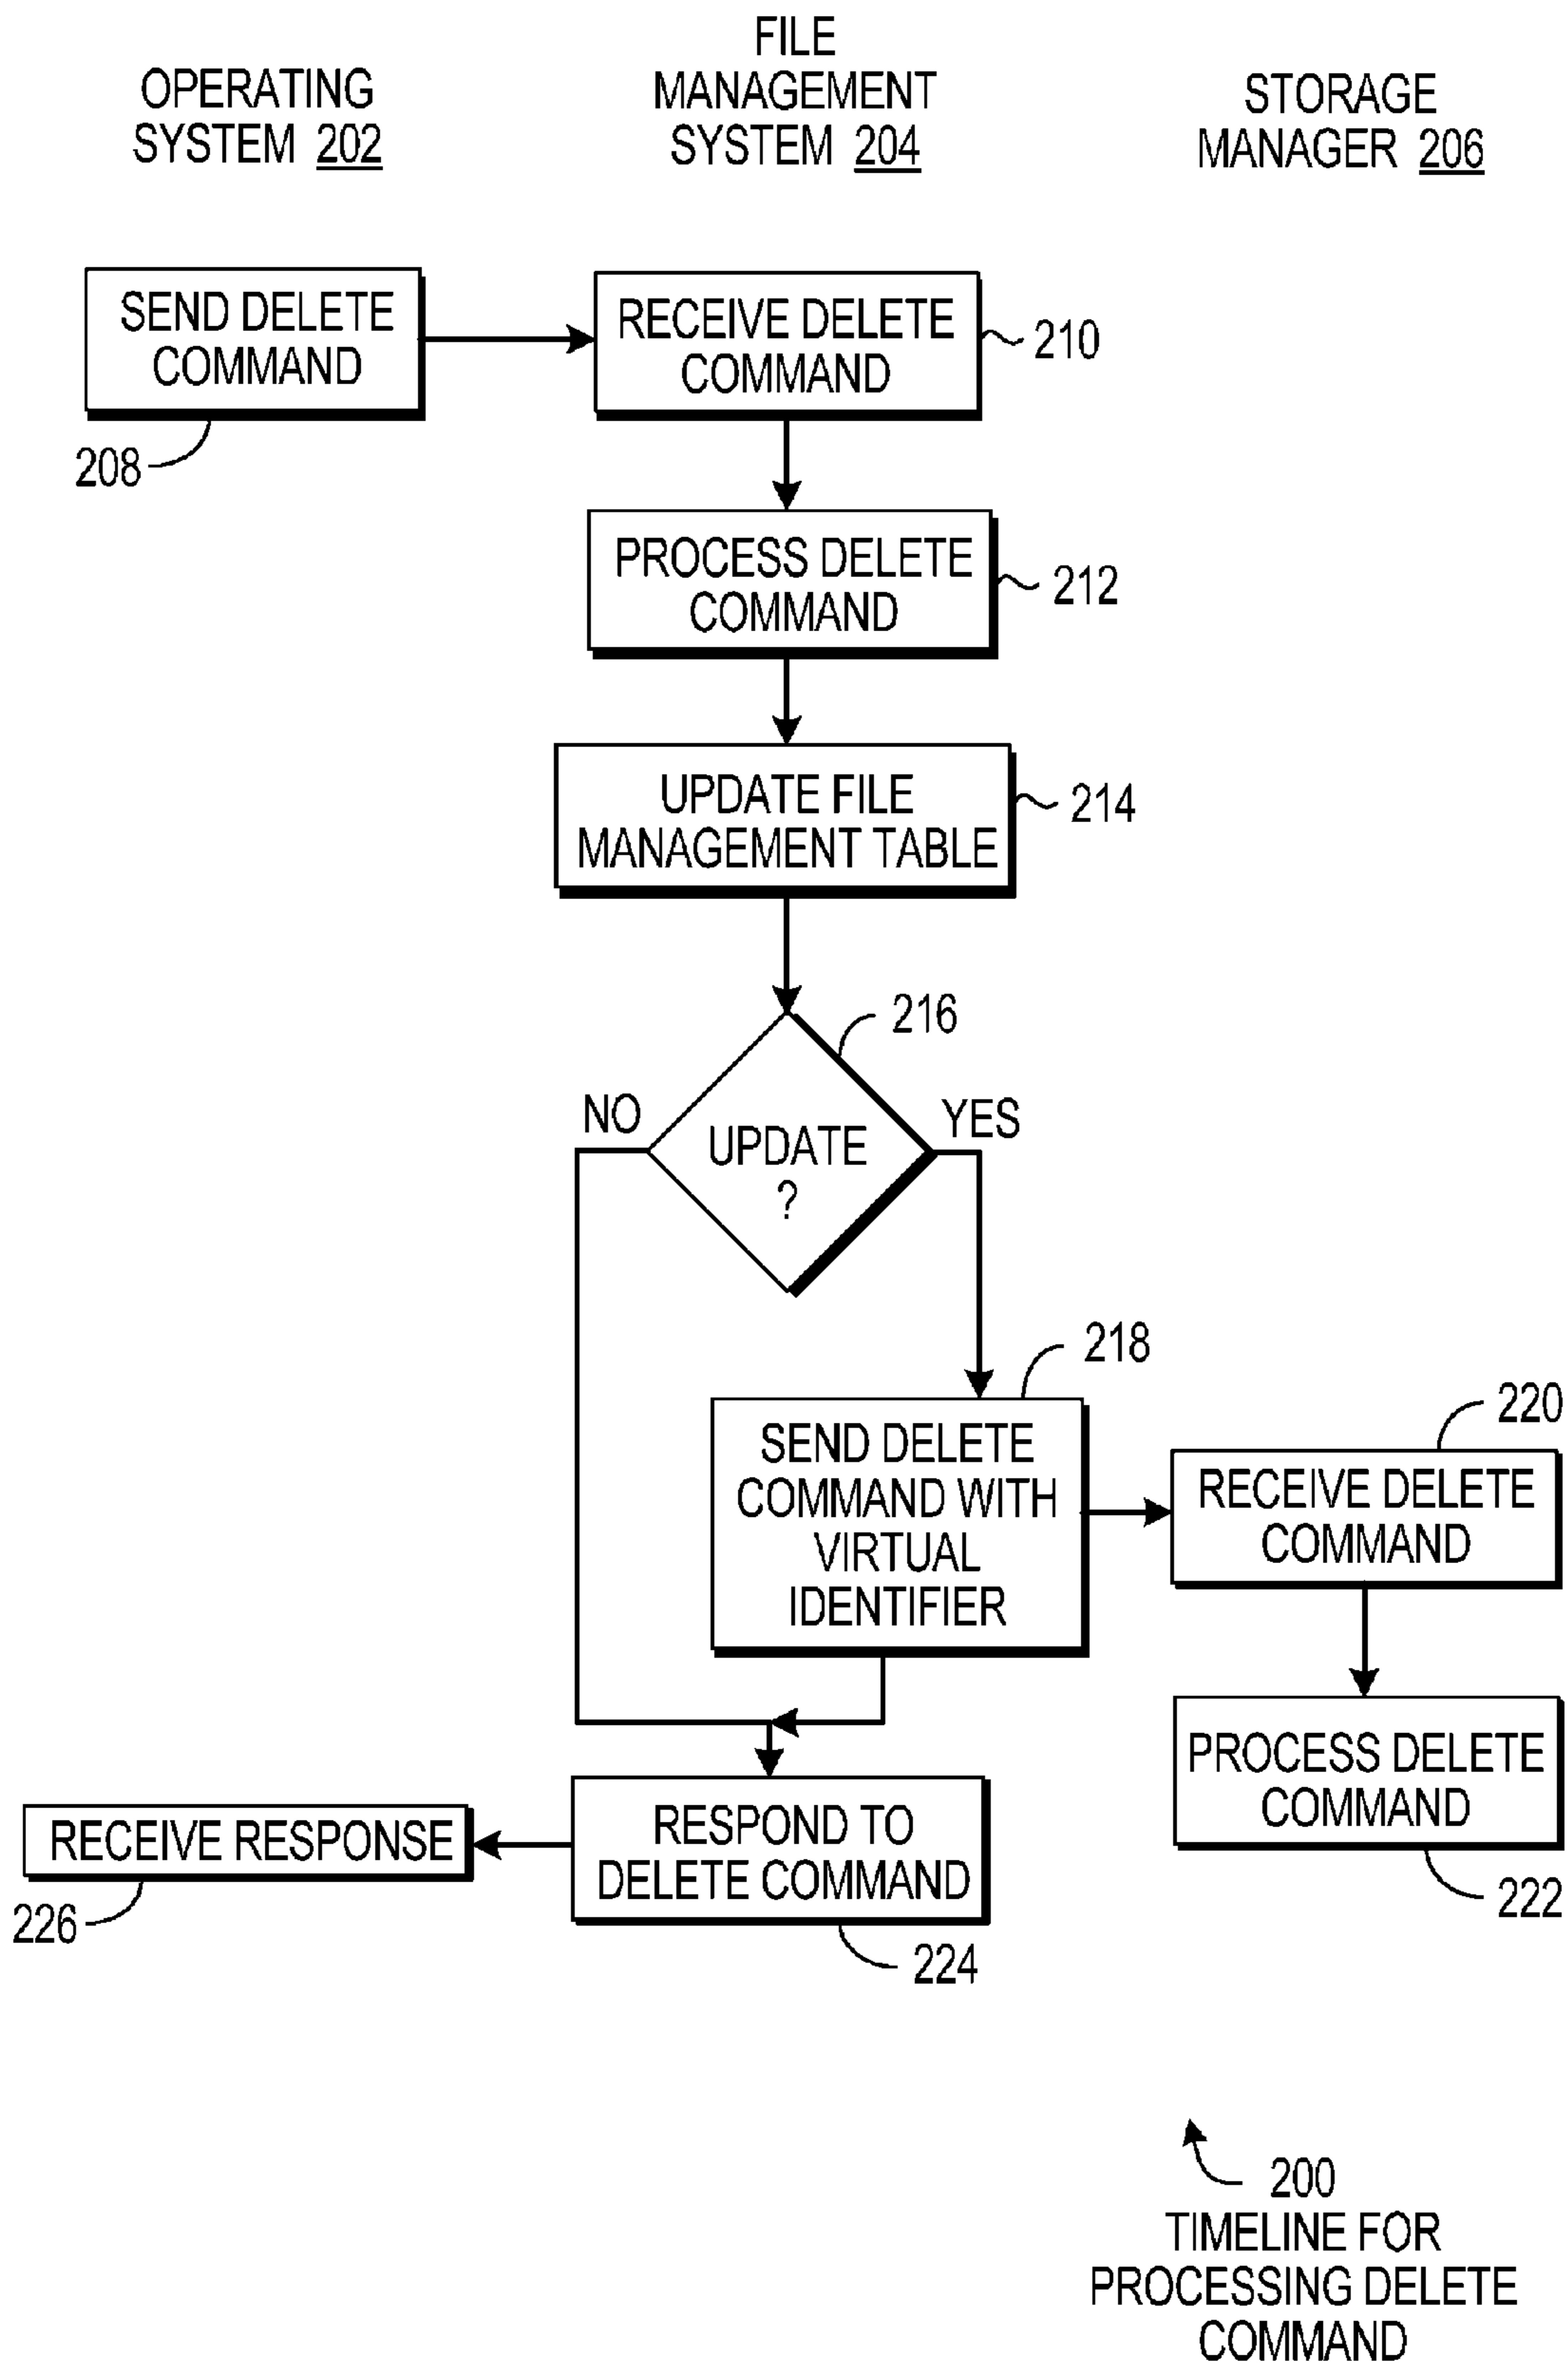 OPERATING
SYSTEM 202
FILE
MANAGEMENT
SYSTEM 204
STORAGE
MANAGER 206
SEND DELETE
COMMAND
208
RECEIVE DELETE
COMMAND
210
PROCESS DELETE
COMMAND
212
UPDATE FILE
MANAGEMENT TABLE
214
216
NO
YES
UPDATE
?
218
SEND DELETE
COMMAND WITH
VIRTUAL
IDENTIFIER
220
RECEIVE DELETE
COMMAND
PROCESS DELETE
COMMAND
222
RESPOND TO
DELETE COMMAND
224
RECEIVE RESPONSE
226
200
TIMELINE FOR
PROCESSING DELETE
COMMAND